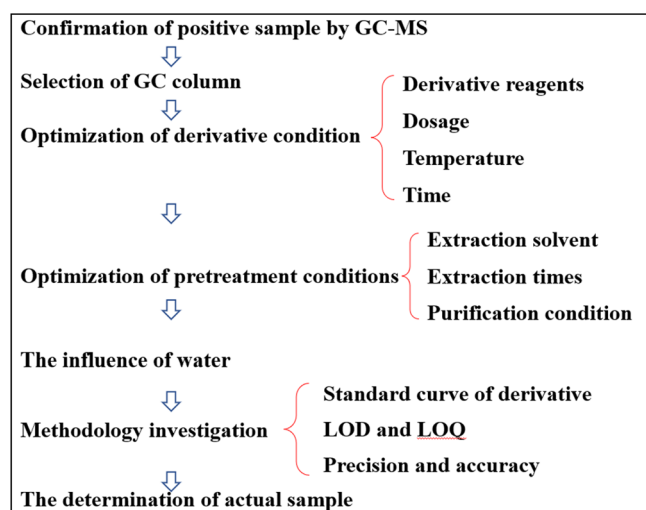 Confirmation of positive sample by GC-MS
Selection of GC column
Optimization of derivative condition
Derivative reagents
Dosage
Temperature
Time
Optimization of pretreatment conditions
Extraction solvent
Extraction times
Purification condition
The influence of water
Methodology investigation
Standard curve of derivative
LOD and LOQ
Precision and accuracy
The determination of actual sample